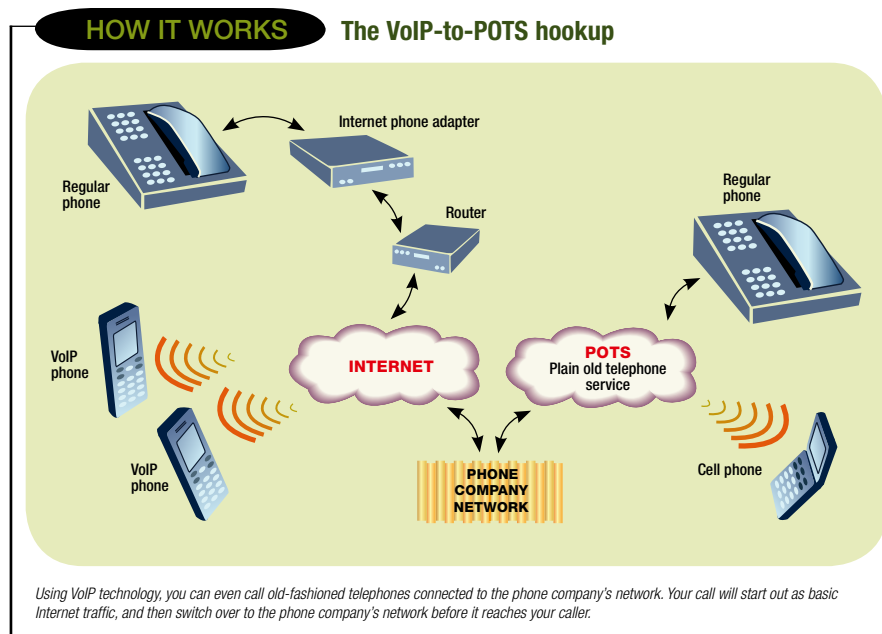 HOW IT WORKS The VoIP-to-POTS hookup
Internet phone adapter
Regular
phone
Router
Regular
phone
VoIP
phone
INTERNET
POTS
Plain old telephone
service
VoIP
phone
PHONE
COMPANY
NETWORK
Cell phone
Using VoIP technology, you can even call old-fashioned telephones connected to the phone company's network. Your call will start out as basic
Internet traffic, and then switch over to the phone company's network before it reaches your caller.